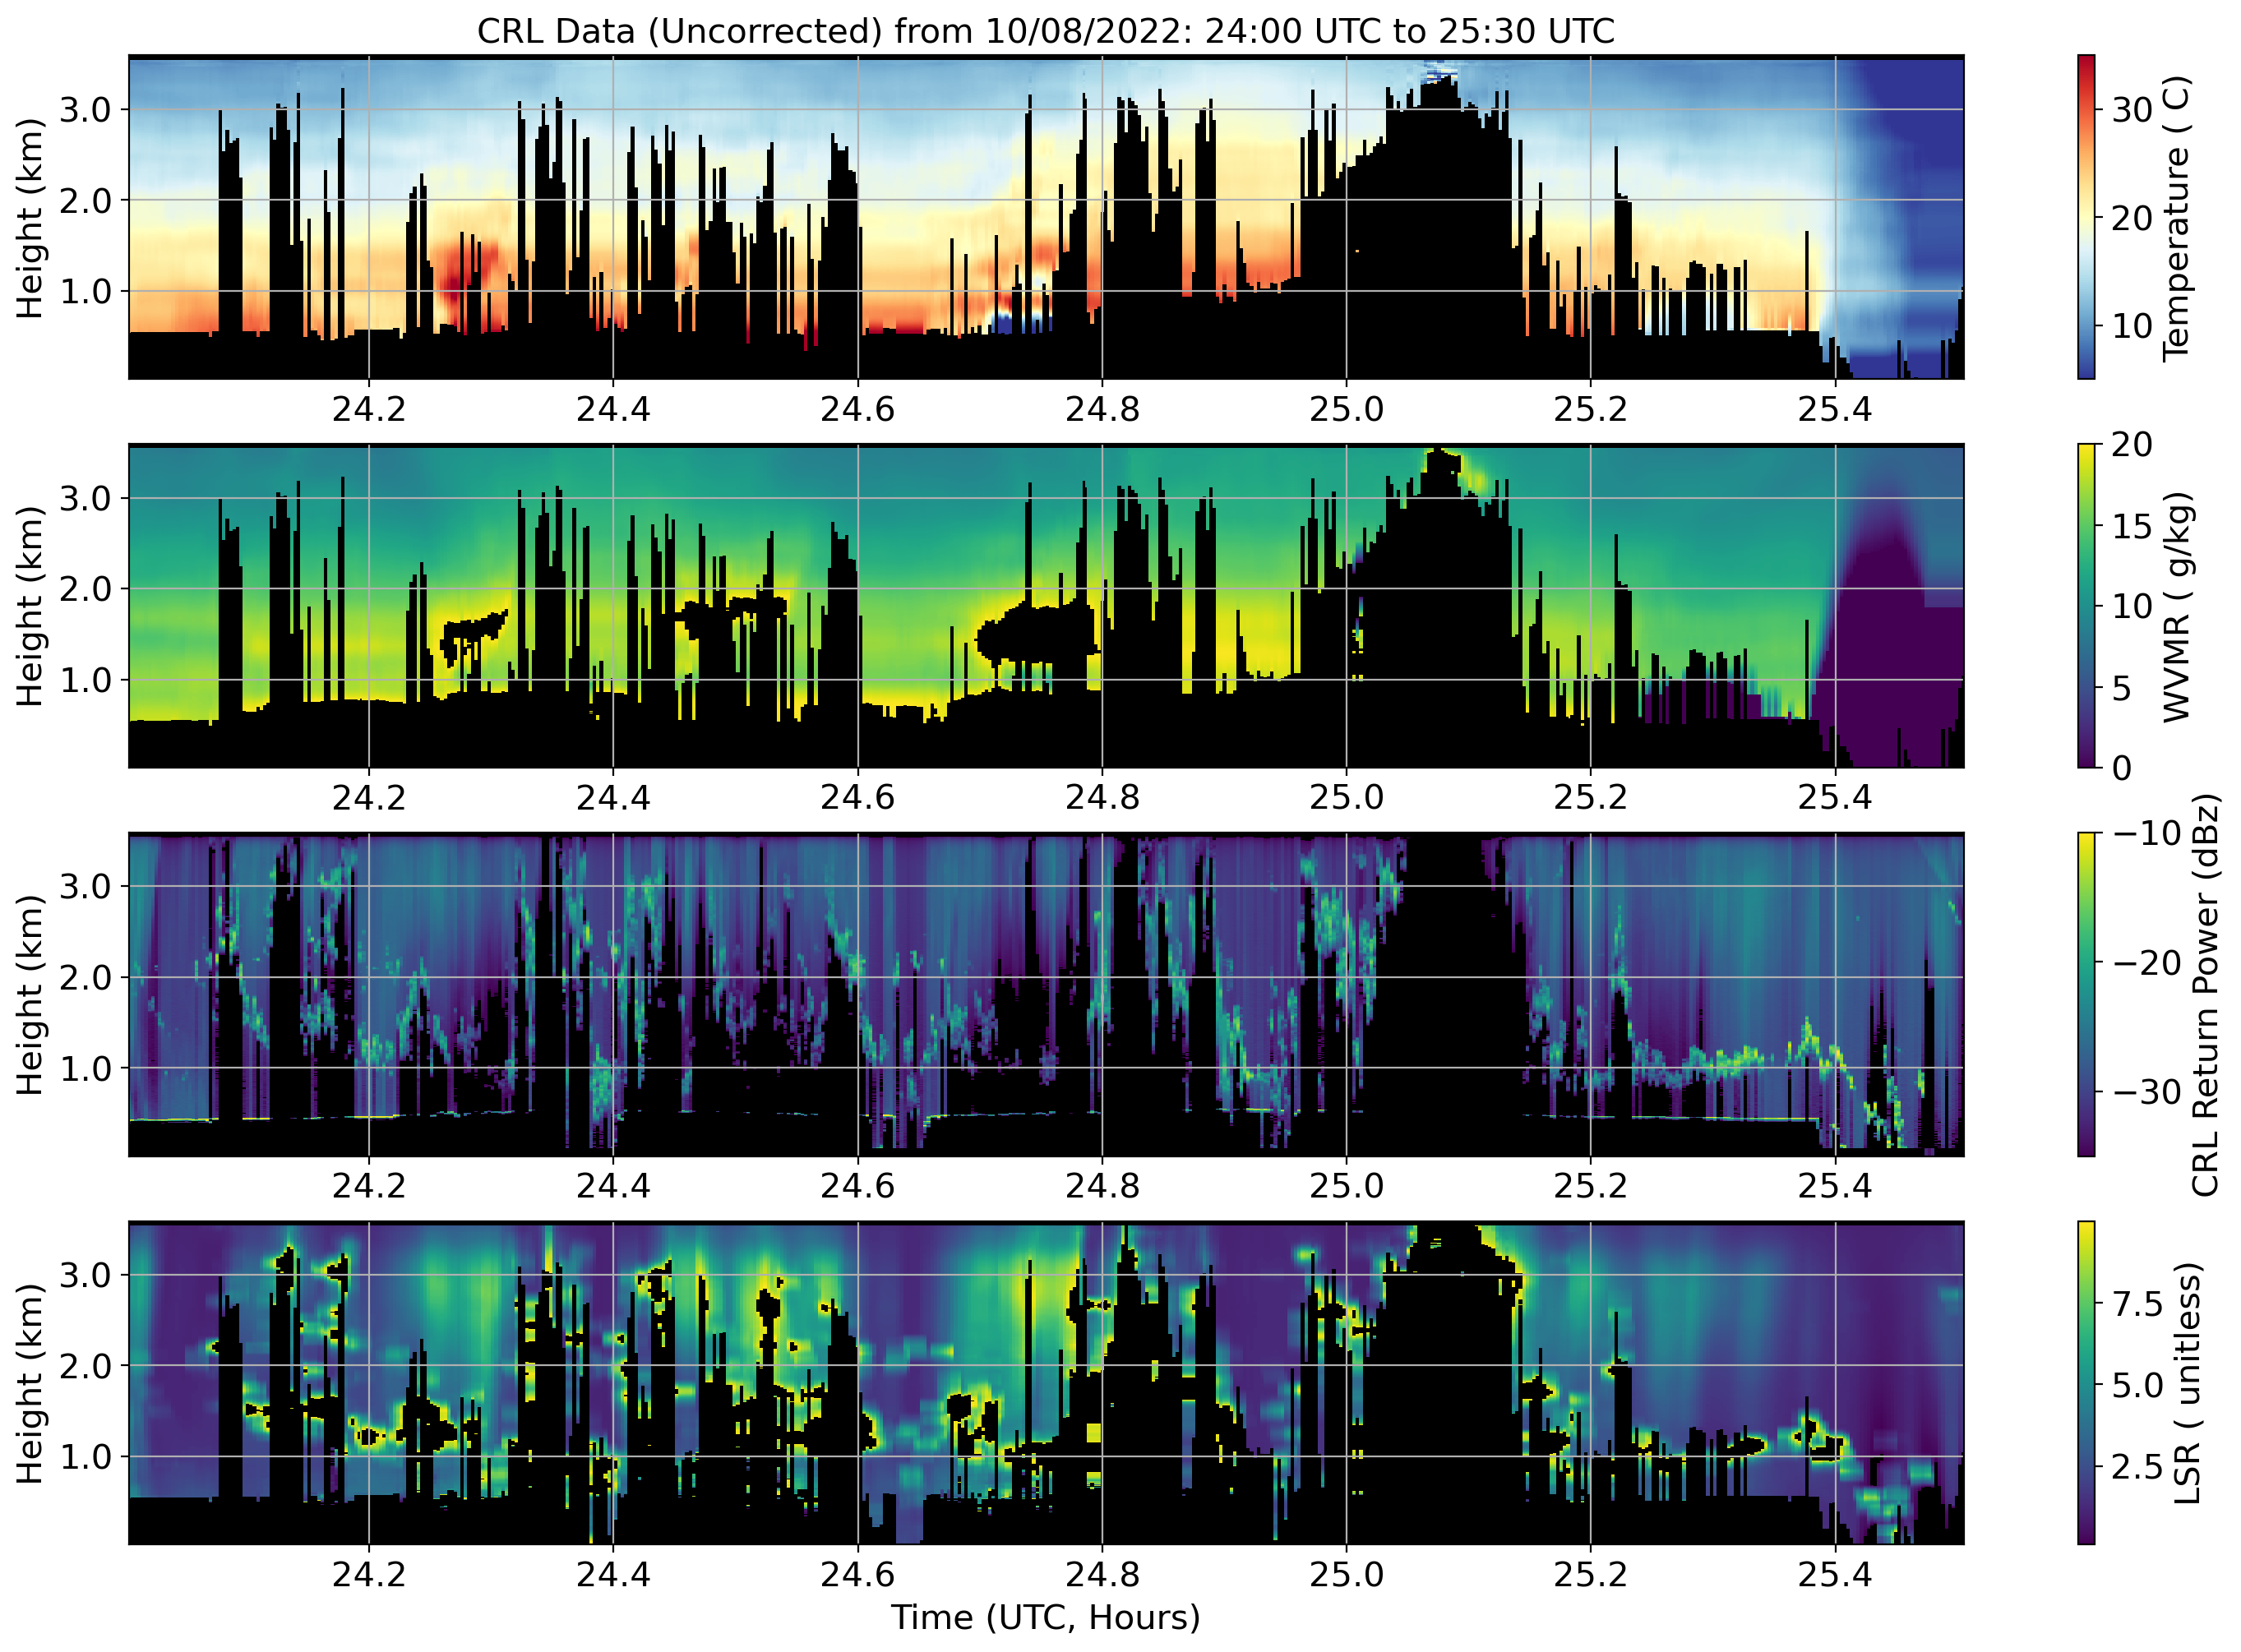 CRL Data (Uncorrected) from 10/08/2022: 24:00 UTC to 25:30 UTC
Height (km)
3.0
2.0
1.0
24.2 24.4 24.6 24.8 25.0 25.2 25.4
30
20
10
Temperature ( C)
Height (km)
3.0
2.0
1.0
24.2 24.4 24.6 24.8 25.0 25.2 25.4
20
15
10
5
0
WVMR ( g/kg)
Height (km)
3.0
2.0
1.0
24.2 24.4 24.6 24.8 25.0 25.2 25.4
−10
−20
−30
CRL Return Power (dBz)
Height (km)
3.0
2.0
1.0
24.2 24.4 24.6 24.8 25.0 25.2 25.4
7.5
5.0
2.5
LSR ( unitless)
Time (UTC, Hours)